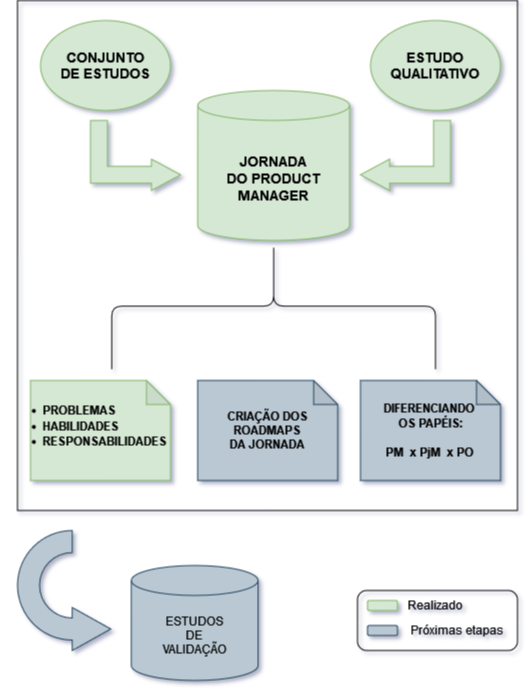 CONJUNTO
DE ESTUDOS
ESTUDO
QUALITATIVO
JORNADA
DO PRODUCT
MANAGER
• PROBLEMAS
• HABILIDADES
• RESPONSABILIDADES
CRIAÇÃO DOS
ROADMAPS
DA JORNADA
DIFERENCIANDO
OS PAPÉIS:
PM x PjM x PO
ESTUDOS
DE
VALIDAÇÃO
Realizado
Próximas etapas